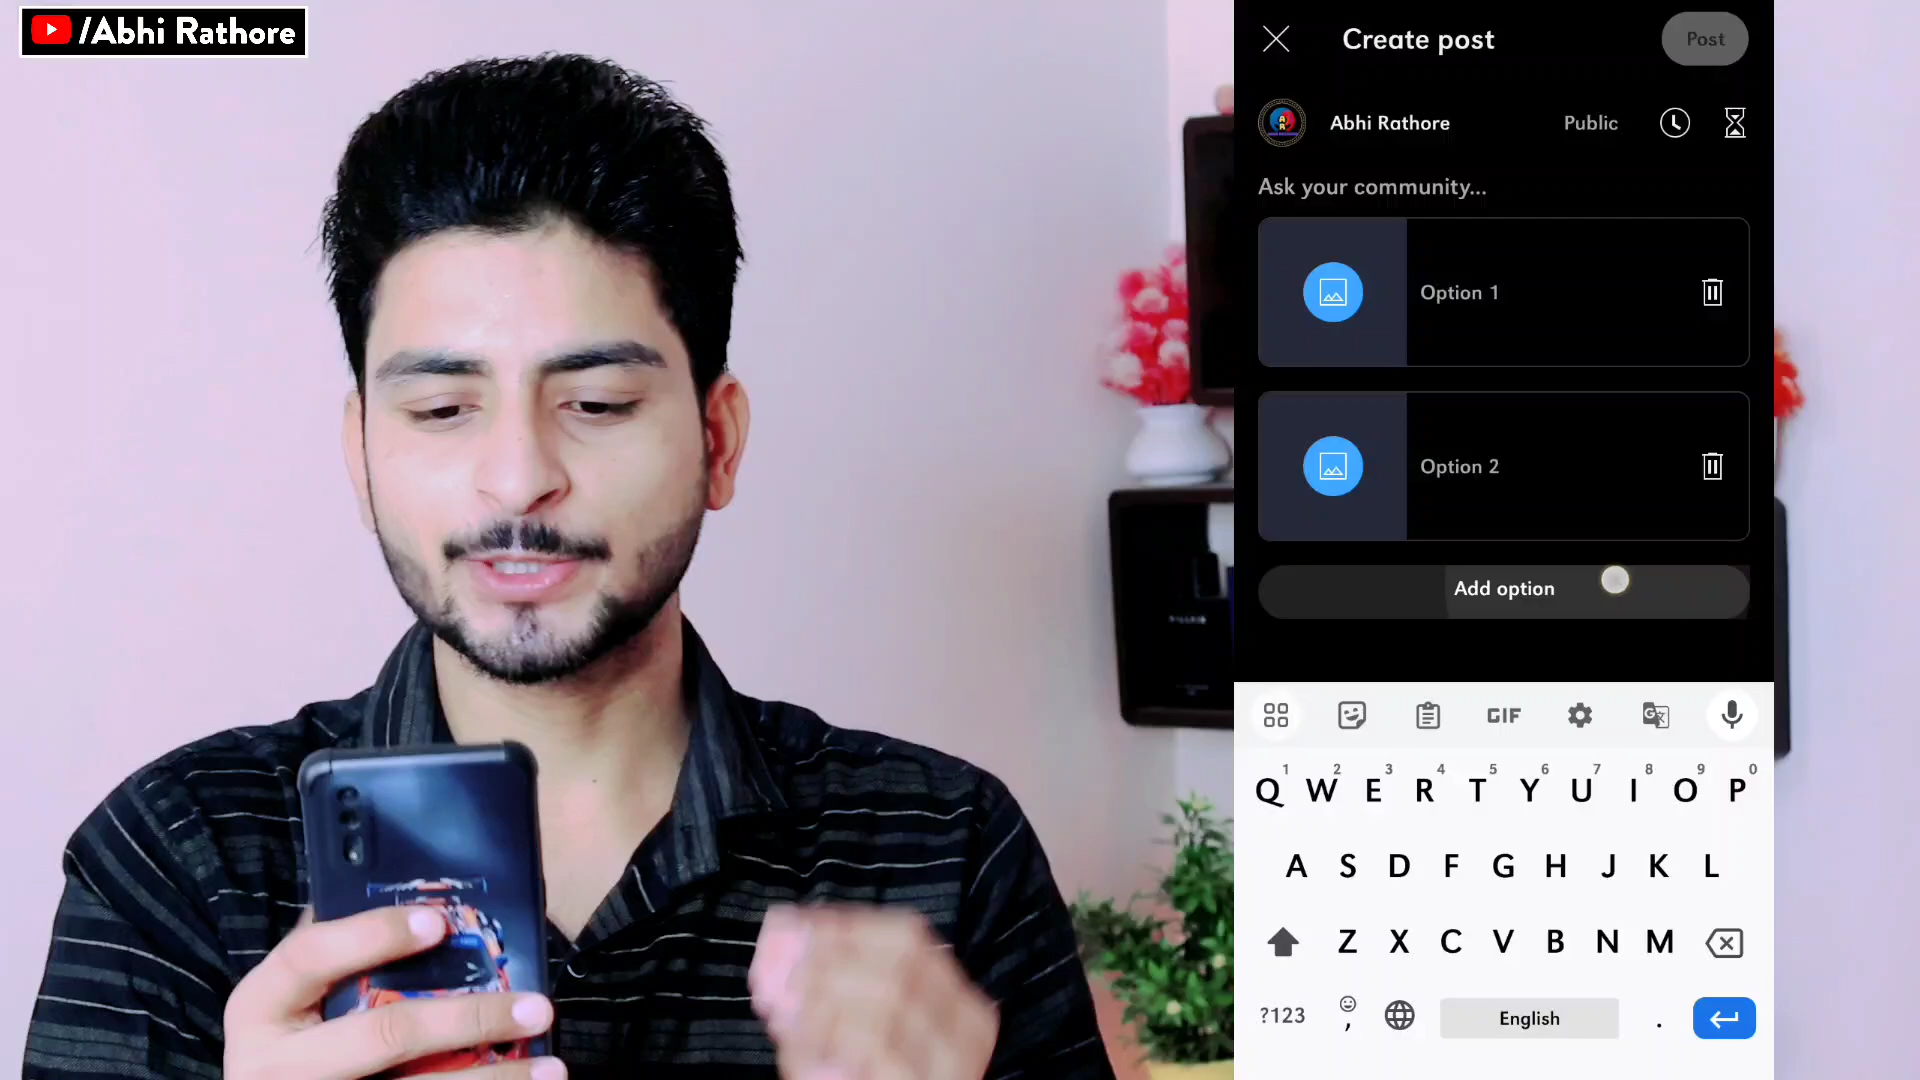 /Abhi Rathore
Create post
Post
Abhi Rathore
Public
Ask your community...
Option 1
Option 2
Add option
GIF
1 2 3 4 5 6 7 8 9 0
Q W E R T Y U I O P
A S D F G H J K L
Z X C V B N M
?123 , English .